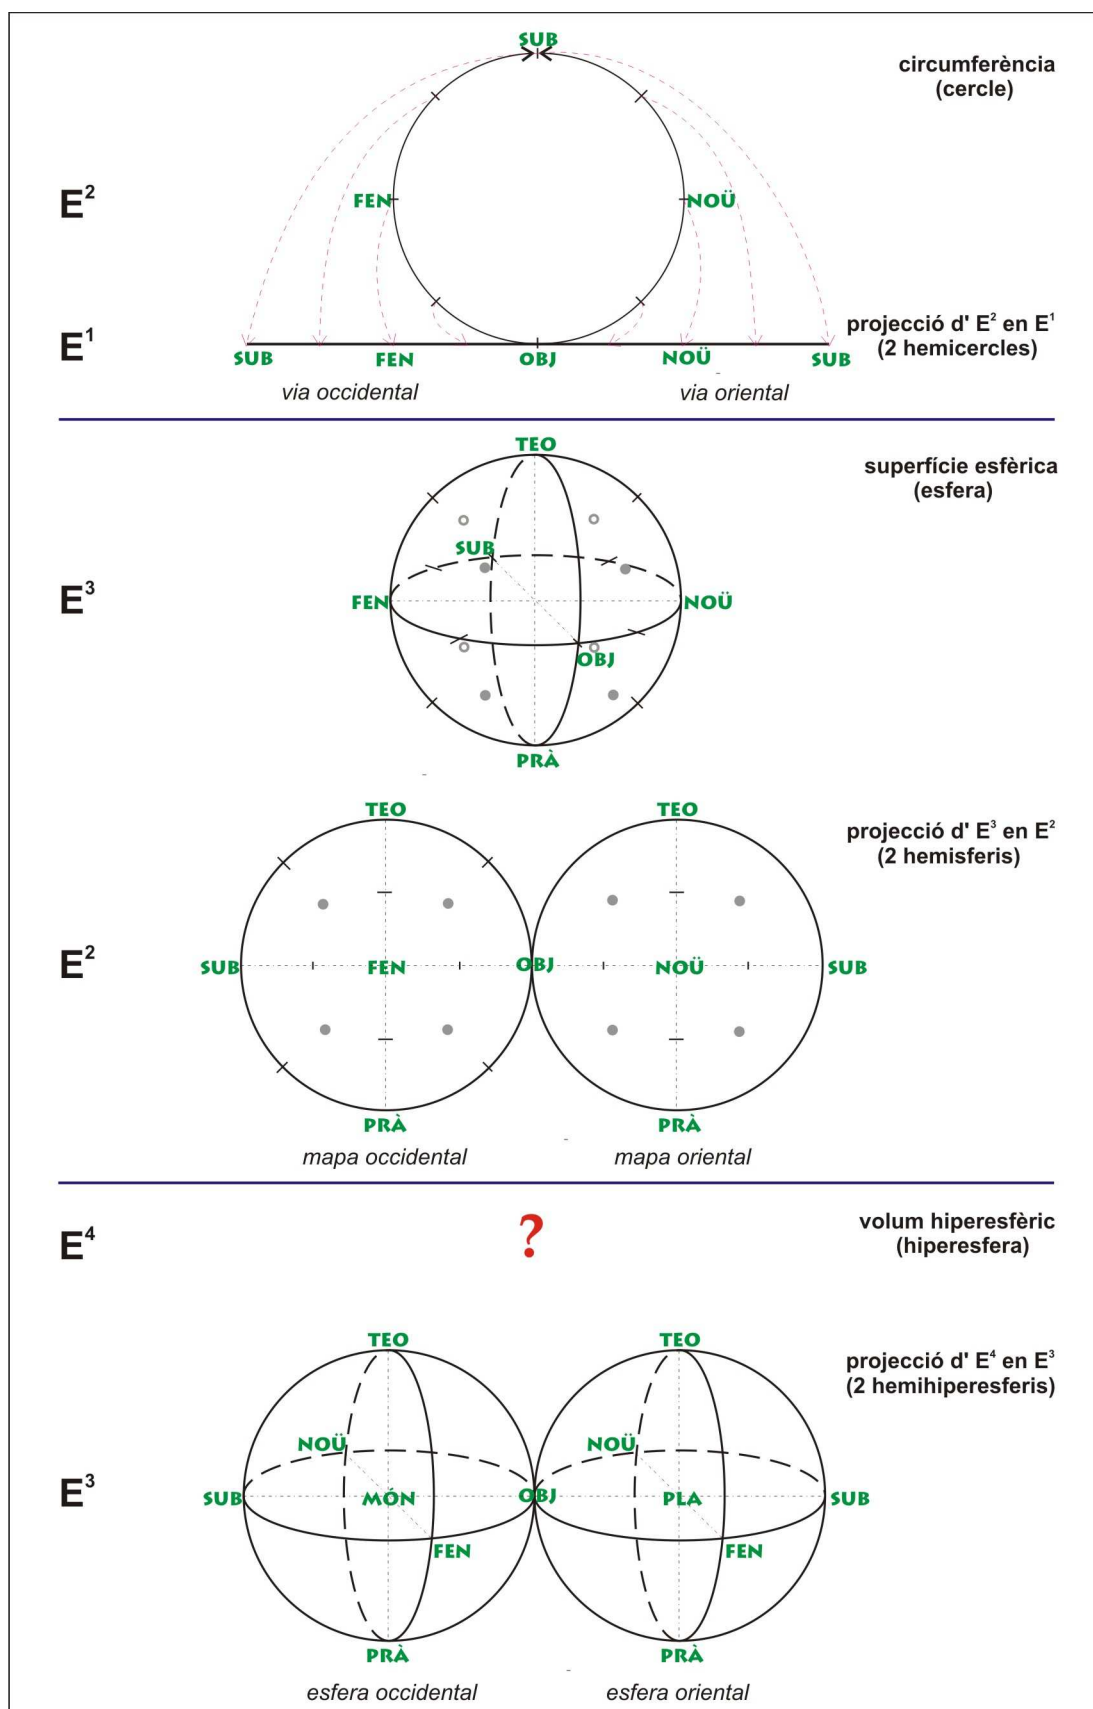 SUB
circumferència
(cercle)
E²
FEN
NOÜ
E¹
projecció d' E² en E¹
(2 hemicercles)
SUB
FEN
OBJ
NOÜ
SUB
via occidental
via oriental
TEO
superfície esfèrica
(esfera)
SUB
E³
FEN
NOÜ
OBJ
PRÀ
TEO
TEO
projecció d' E³ en E²
(2 hemisferis)
E²
SUB
FEN
OBJ
NOÜ
SUB
PRÀ
PRÀ
mapa occidental
mapa oriental
E⁴
?
volum hiperesfèric
(hiperesfera)
TEO
TEO
projecció d' E⁴ en E³
(2 hemihiperesferis)
NOÜ
NOÜ
E³
SUB
MÓN
OBJ
PLA
SUB
FEN
FEN
PRÀ
PRÀ
esfera occidental
esfera oriental